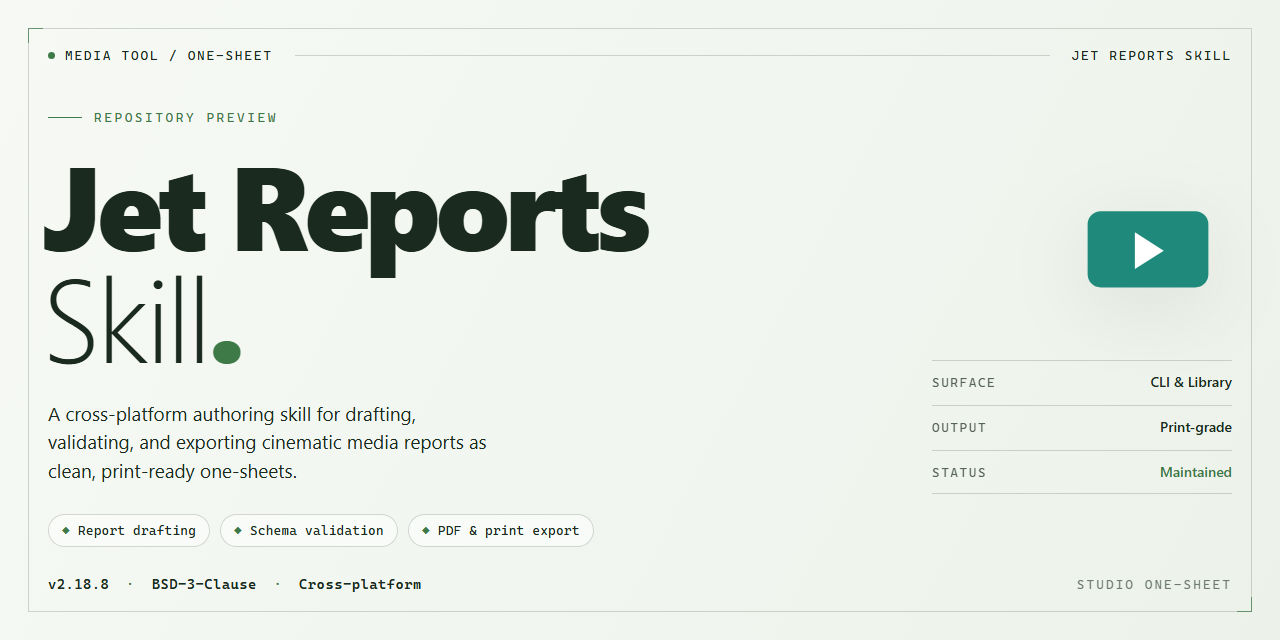 MEDIA TOOL / ONE-SHEET
JET REPORTS SKILL
REPOSITORY PREVIEW
Jet Reports
Skill.
A cross-platform authoring skill for drafting,
validating, and exporting cinematic media reports as
clean, print-ready one-sheets.
SURFACE CLI & Library
OUTPUT Print-grade
STATUS Maintained
Report drafting
Schema validation
PDF & print export
v2.18.8 · BSD-3-Clause · Cross-platform
STUDIO ONE-SHEET